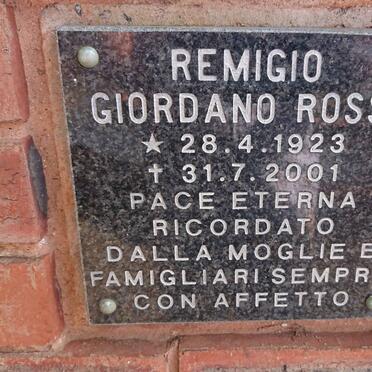 REMIGIO
GIORDANO ROSS
★ 28.4.1923
✝ 31.7.2001
PACE ETERNA
RICORDATO
DALLA MOGLIE E
FAMIGLIARI SEMPR
CON AFFETTO